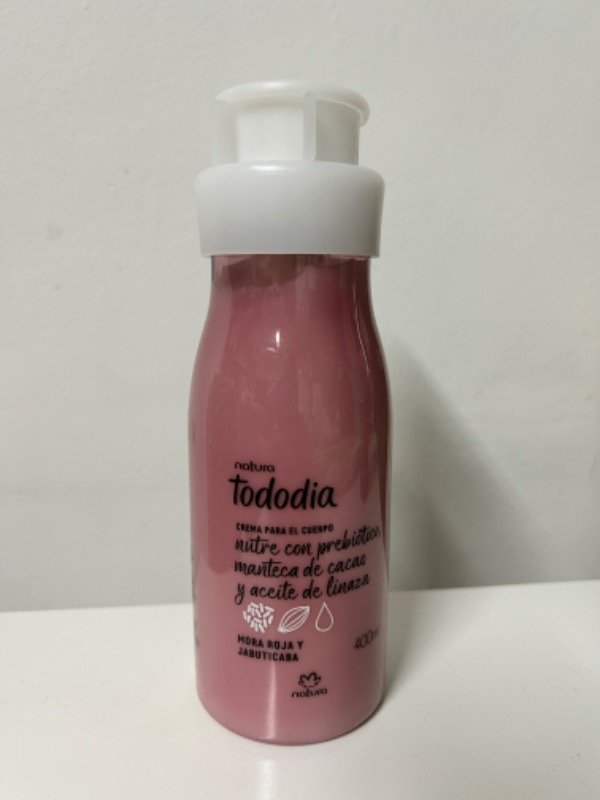 natura
tododia
CREMA PARA EL CUERPO
nutre con prebiótico,
manteca de cacao
y aceite de linaza
MORA ROJA Y
JABUTICABA
400ml
natura